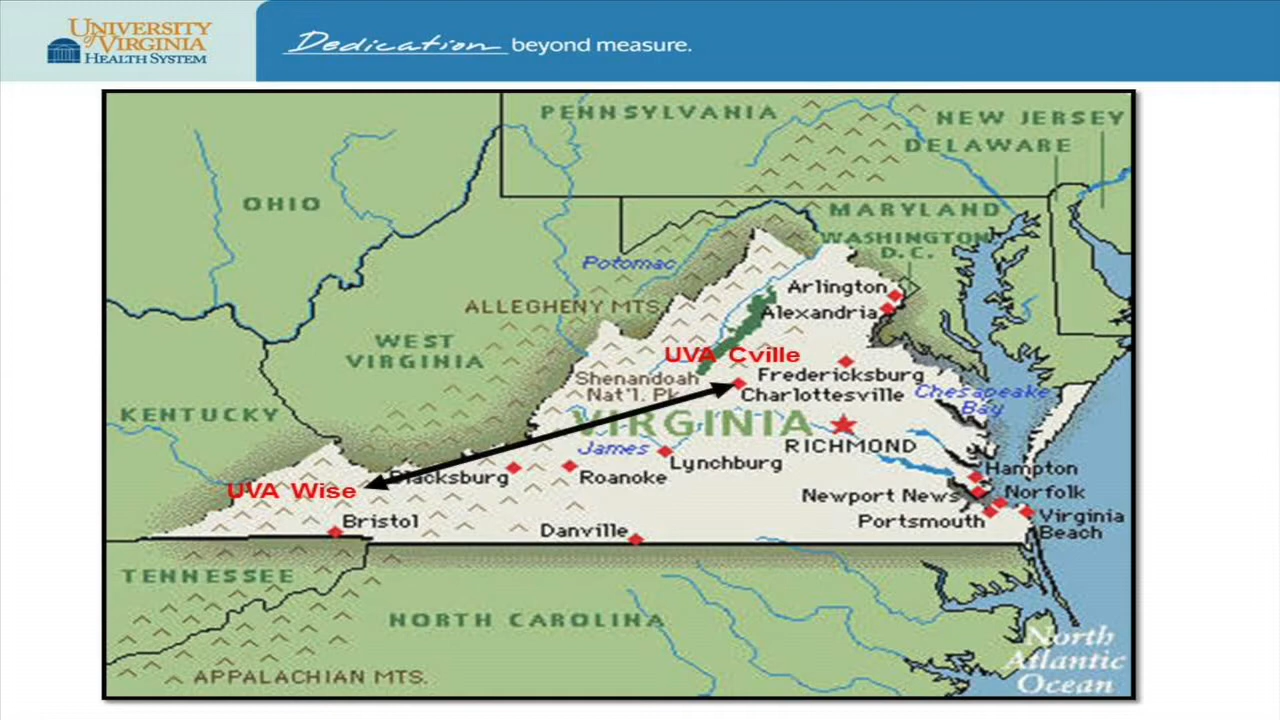 UNIVERSITY
of VIRGINIA
HEALTH SYSTEM
Dedication beyond measure.
PENNSYLVANIA
NEW JERSEY
DELAWARE
OHIO
MARYLAND
WASHINGTON
D.C.
Potomac
Arlington
ALLEGHENY MTS.
Alexandria
WEST
VIRGINIA
UVA Cville
Shenandoah
Nat'l. Pk.
Fredericksburg
Charlottesville
Chesapeake
Bay
KENTUCKY
VIRGINIA
RICHMOND
James
Lynchburg
Hampton
Blacksburg
Roanoke
UVA Wise
Newport News
Norfolk
Bristol
Danville
Portsmouth
Virginia
Beach
TENNESSEE
NORTH CAROLINA
North
Atlantic
Ocean
APPALACHIAN MTS.